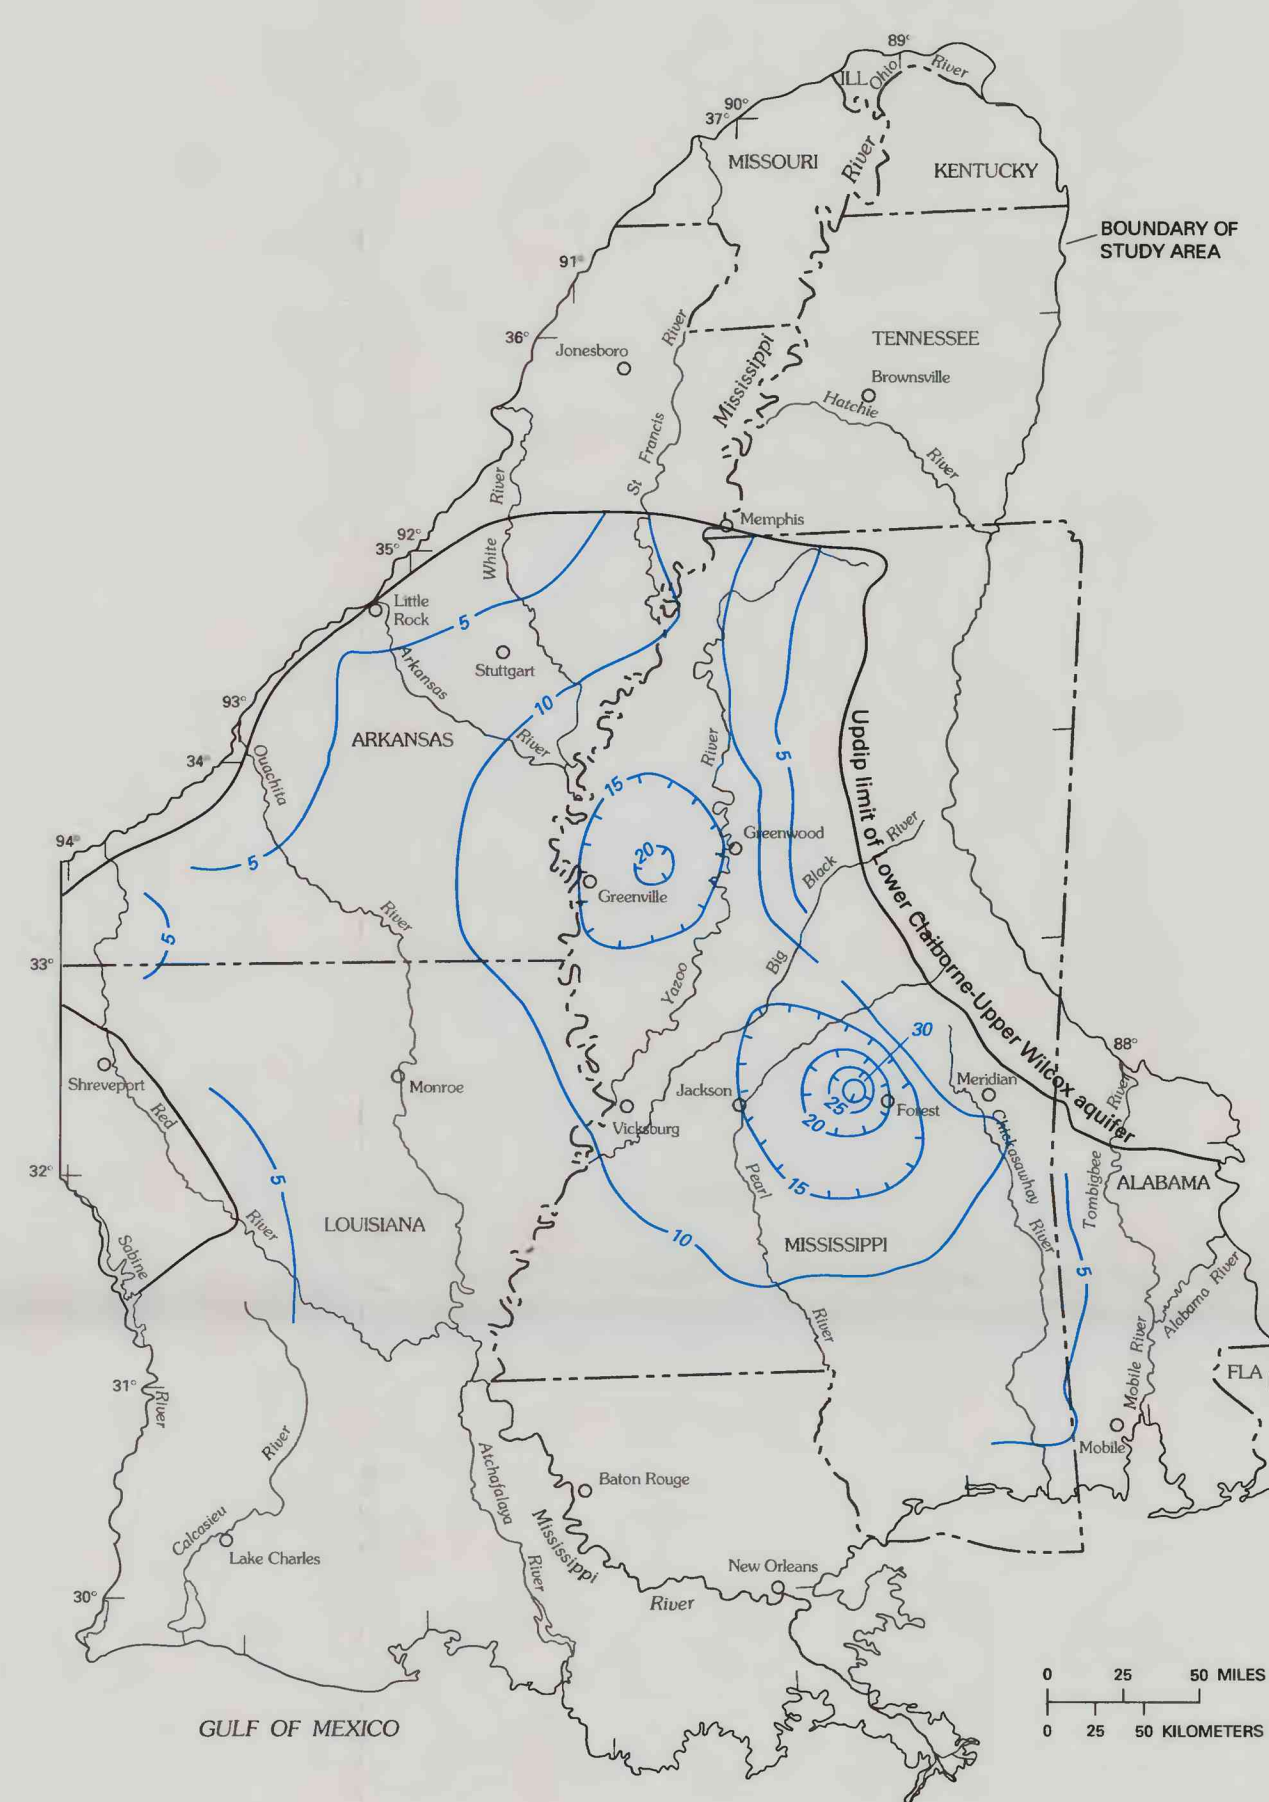 89°
ILL
Ohio
River
90°
37°
MISSOURI
River
KENTUCKY
BOUNDARY OF
STUDY AREA
91°
36°
Jonesboro
River
Mississippi
TENNESSEE
Brownsville
Hatchie
River
St
Francis
River
White
Memphis
92°
35°
Little
Rock
5
Stuttgart
Arkansas
River
10
93°
34°
ARKANSAS
Ouachita
River
River
5
15
20
Greenwood
Greenville
Black
River
Updip limit of Lower Claiborne-Upper Wilcox aquifer
94°
5
5
33°
Big
Yazoo
30
88°
Shreveport
Red
Monroe
Jackson
Meridian
River
25
Forest
20
Vicksburg
Chickasawhay
River
32°
5
15
Pearl
Tombigbee
ALABAMA
River
LOUISIANA
10
MISSISSIPPI
5
Sabine
River
Alabama River
River
31°
River
Mobile River
FLA
Mobile
Atchafalaya
River
Baton Rouge
Mississippi
River
Calcasieu
Lake Charles
New Orleans
30°
GULF OF MEXICO
0 25 50 MILES
0 25 50 KILOMETERS